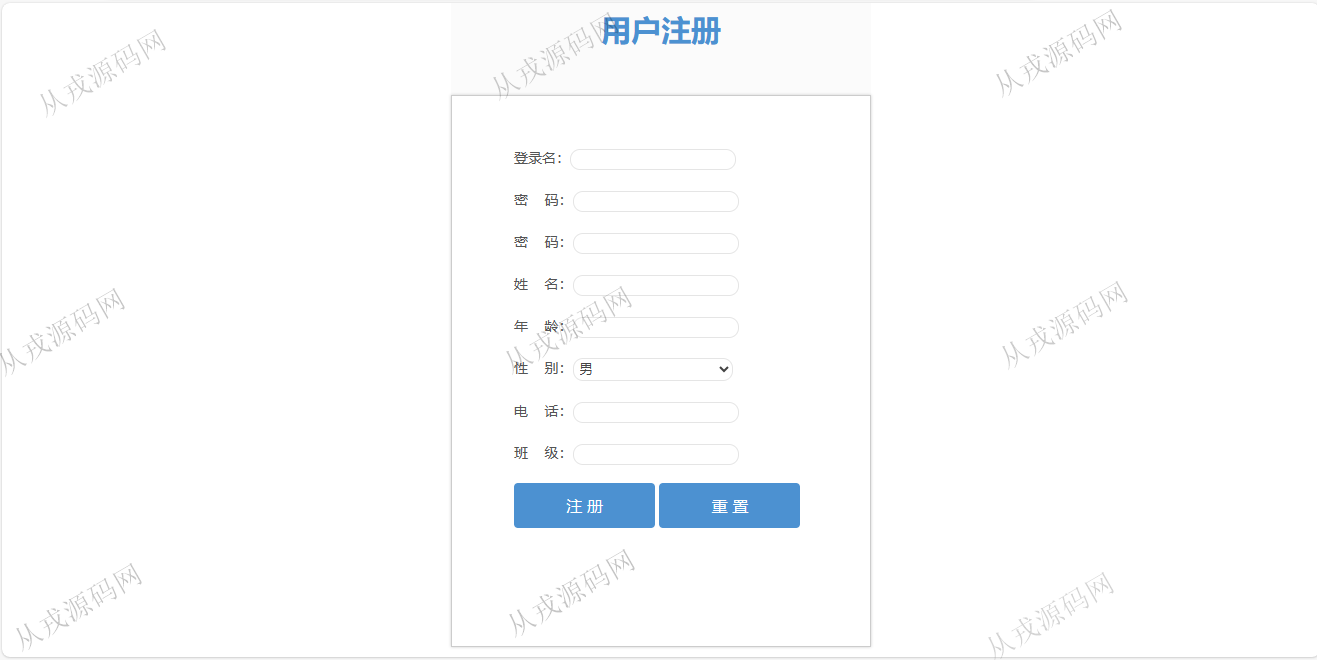 用户注册
从戎源码网
从戎源码网
从戎源码网
登录名：
密 码：
密 码：
姓 名：
从戎源码网
从戎源码网
从戎源码网
年 龄：
性 别： 男
电 话：
班 级：
注 册 重 置
从戎源码网
从戎源码网
从戎源码网